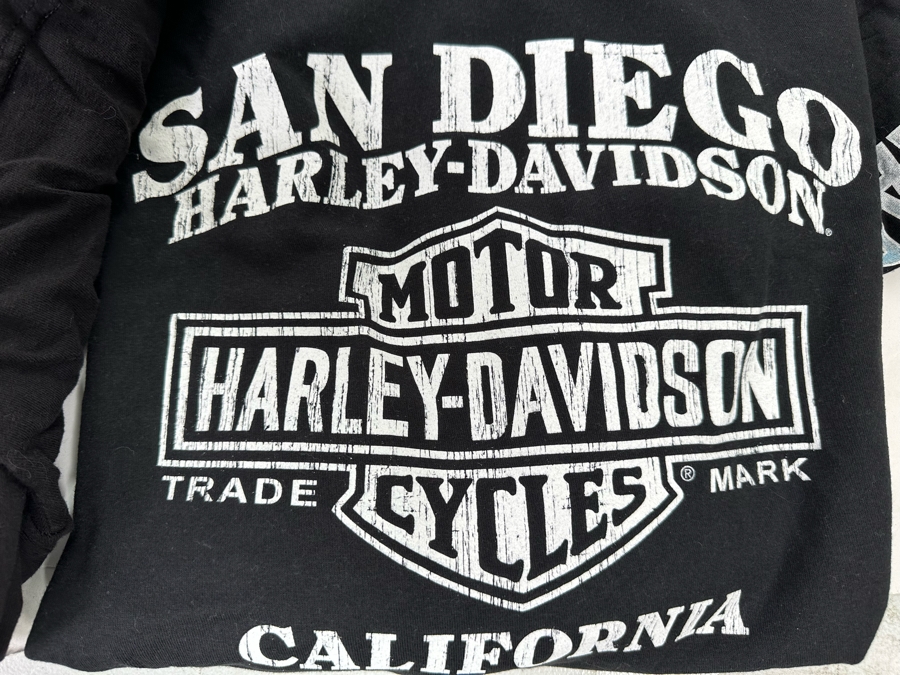 SAN DIEGO
HARLEY-DAVIDSON®
MOTOR
HARLEY-DAVIDSON
CYCLES
TRADE ® MARK
CALIFORNIA